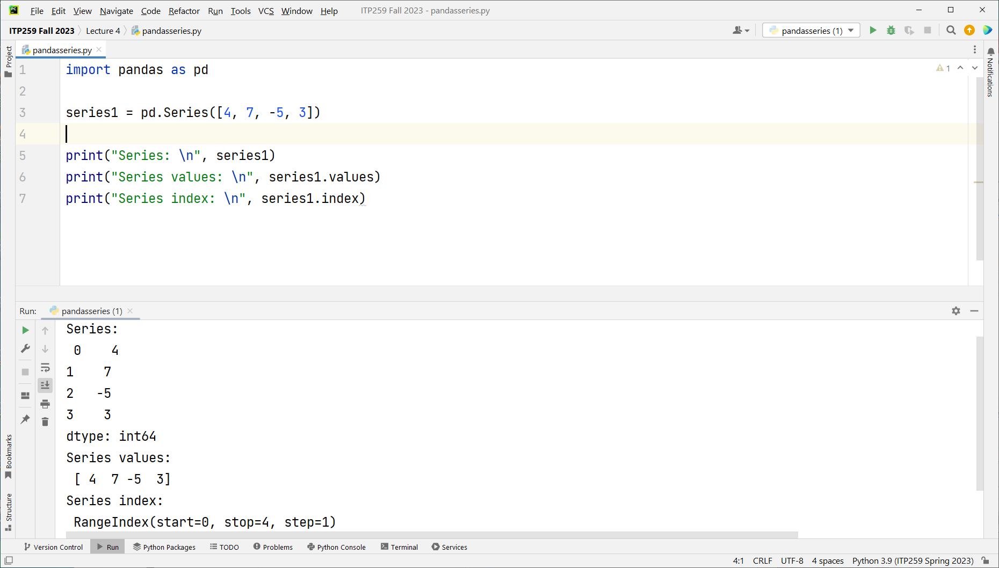 File Edit View Navigate Code Refactor Run Tools VCS Window Help ITP259 Fall 2023 - pandasseries.py
ITP259 Fall 2023 Lecture 4 pandasseries.py pandasseries (1)
Project
pandasseries.py
Notifications
1 import pandas as pd 1
2
3 series1 = pd.Series([4, 7, -5, 3])
4
5 print("Series: \n", series1)
6 print("Series values: \n", series1.values)
7 print("Series index: \n", series1.index)
Run: pandasseries (1)
Series:
 0    4
1    7
2   -5
3    3
dtype: int64
Series values:
 [ 4  7 -5  3]
Series index:
 RangeIndex(start=0, stop=4, step=1)
Bookmarks
Structure
Version Control Run Python Packages TODO Problems Python Console Terminal Services
4:1 CRLF UTF-8 4 spaces Python 3.9 (ITP259 Spring 2023)